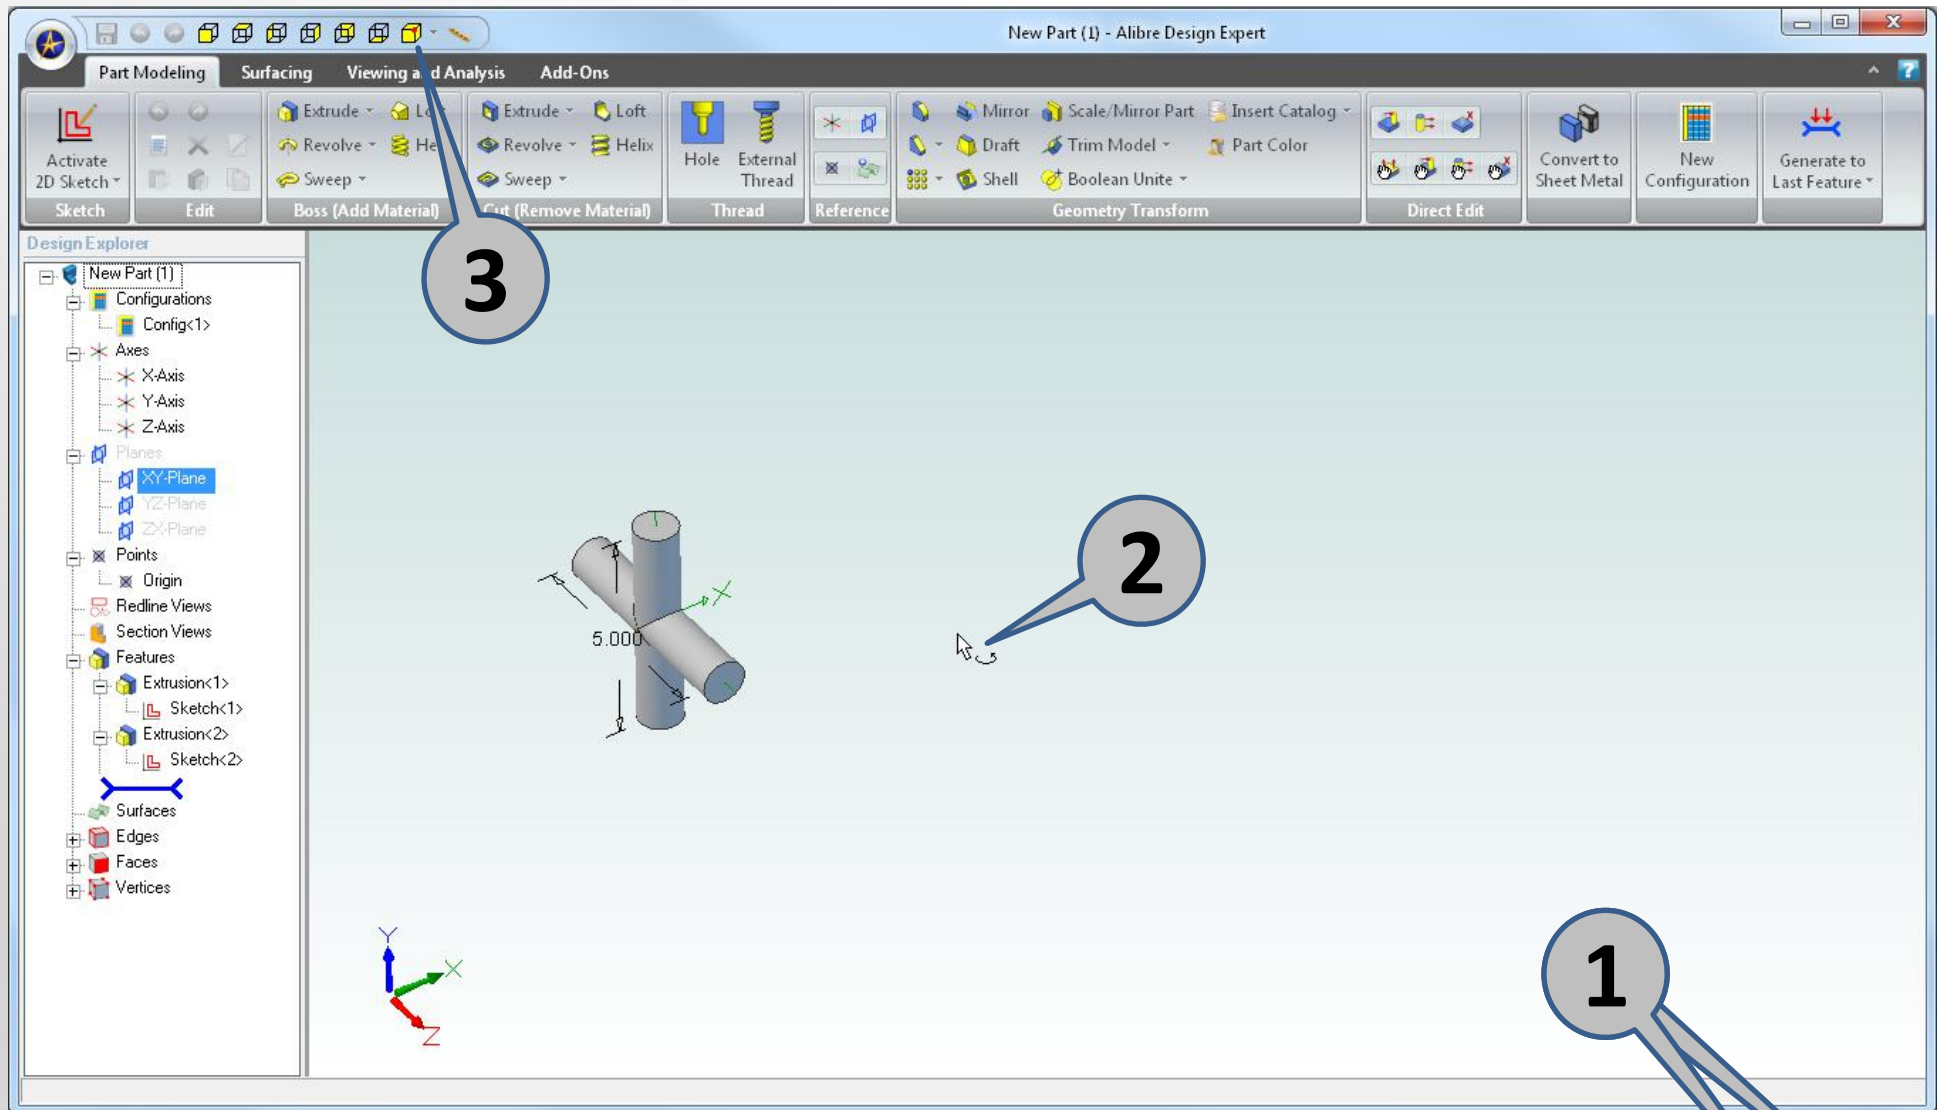 New Part (1) - Alibre Design Expert
Part Modeling Surfacing Viewing and Analysis Add-Ons
Activate
2D Sketch
Sketch
Edit
Extrude
Revolve Helix
Sweep
Boss (Add Material)
Extrude Loft
Revolve Helix
Sweep
Cut (Remove Material)
Hole
External
Thread
Thread
Reference
Mirror Scale/Mirror Part Insert Catalog
Draft Trim Model Part Color
Shell Boolean Unite
Geometry Transform
Direct Edit
Convert to
Sheet Metal
New
Configuration
Generate to
Last Feature
Design Explorer
New Part (1)
Configurations
Config<1>
Axes
X-Axis
Y-Axis
Z-Axis
Planes
XY-Plane
YZ-Plane
ZX-Plane
Points
Origin
Redline Views
Section Views
Features
Extrusion<1>
Sketch<1>
Extrusion<2>
Sketch<2>
Surfaces
Edges
Faces
Vertices
3
2
X
5.000
1
Y
X
Z